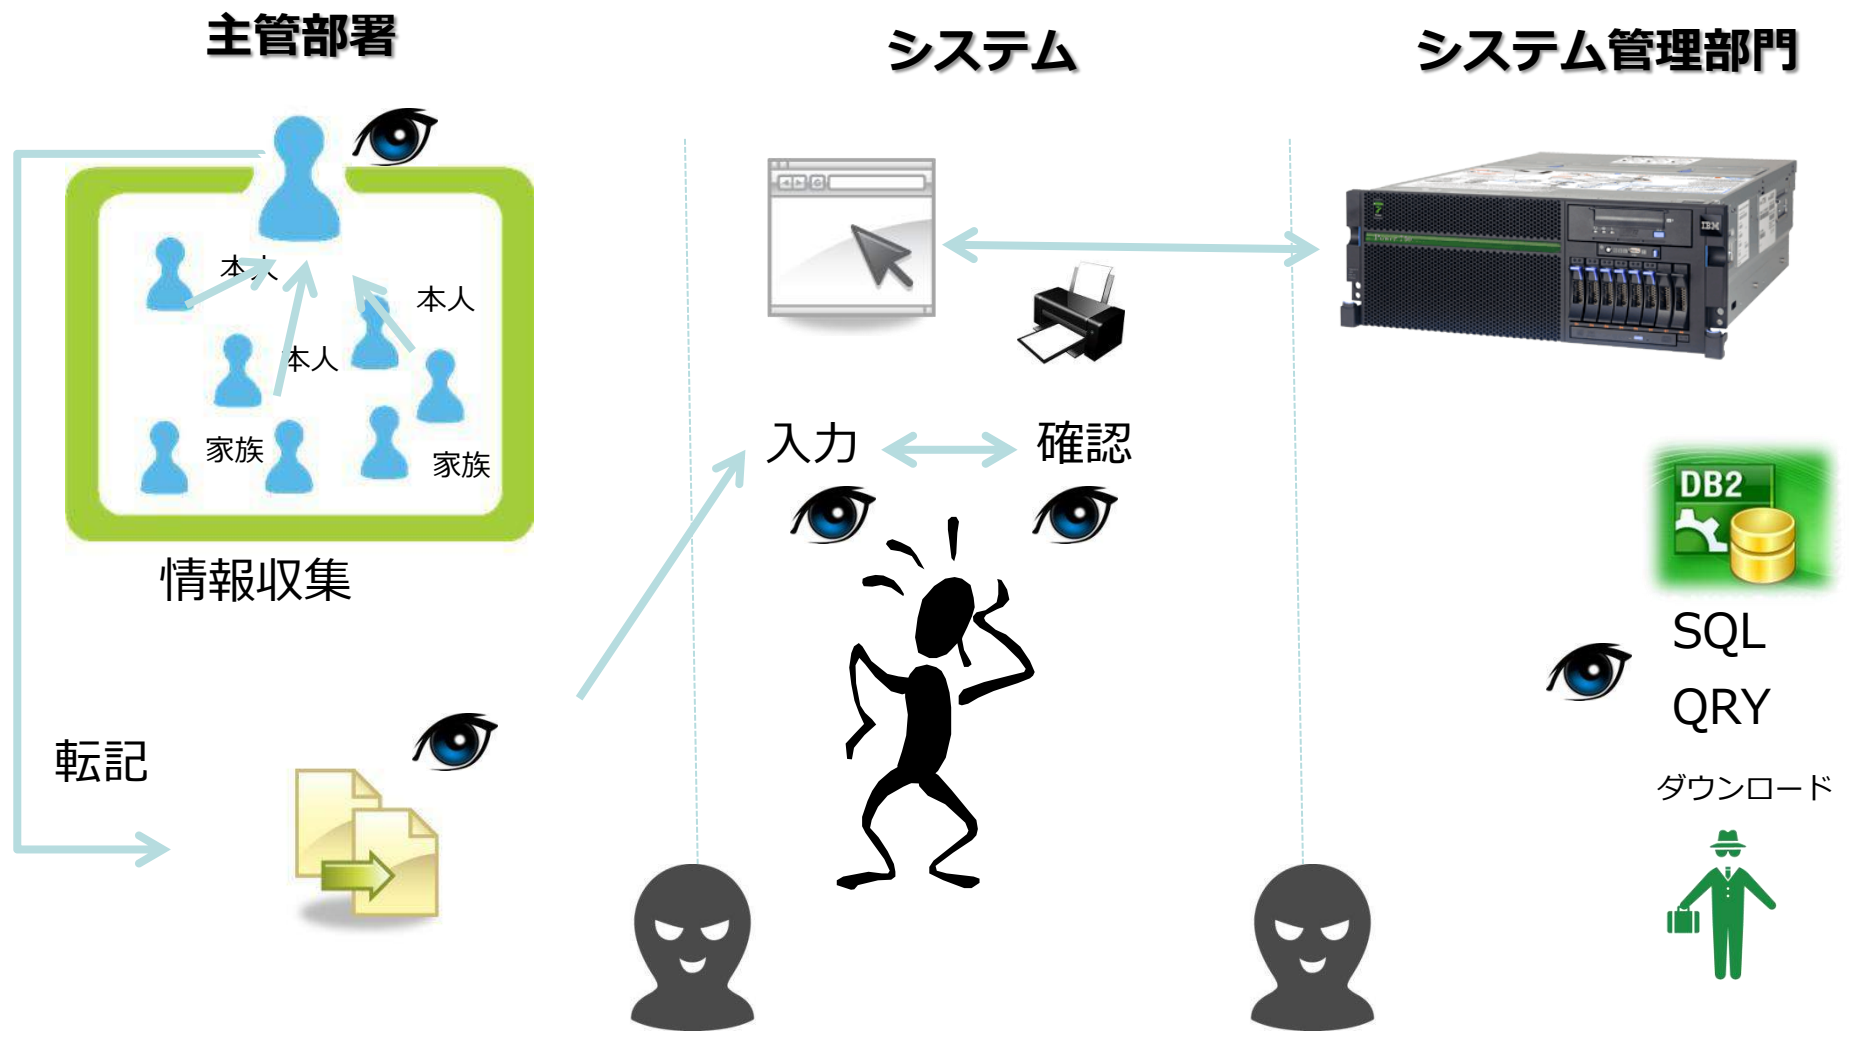 主管部署
システム
システム管理部門
本人
本人
本人
家族
家族
情報収集
転記
入力
確認
IBM
DB2
SQL
QRY
ダウンロード